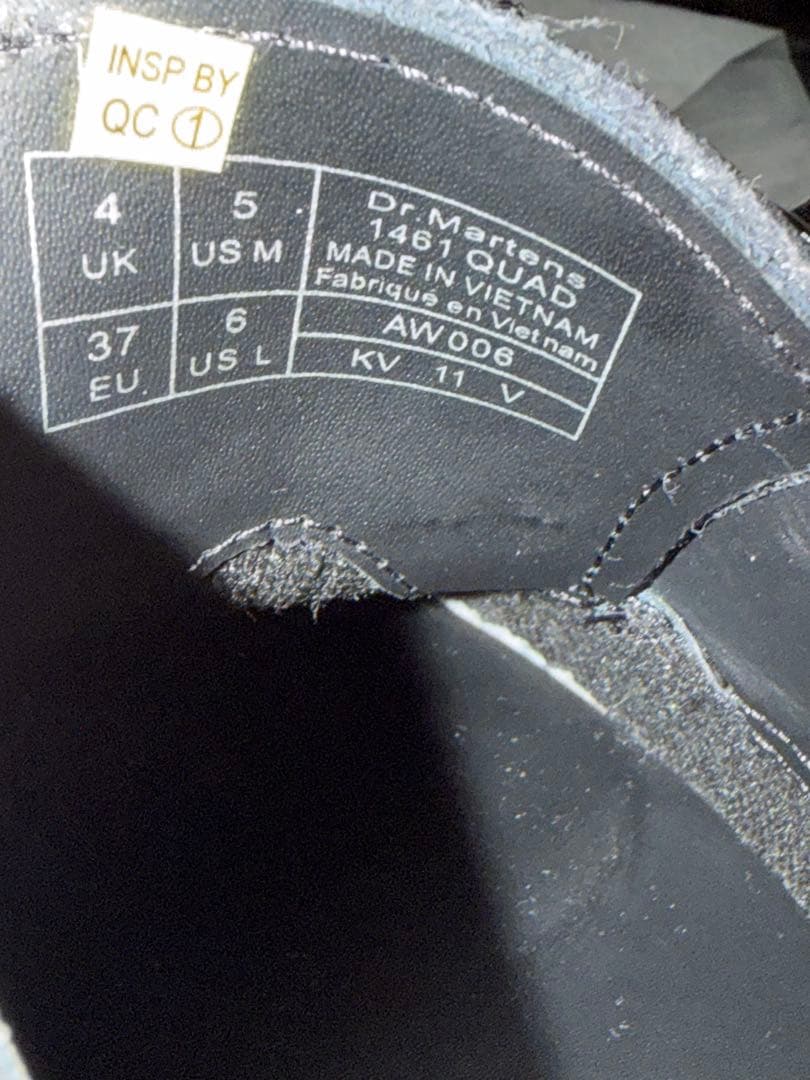 INSP BY
QC ①
4
UK
5
US M
37
EU.
6
US L
Dr. Martens
1461 QUAD
MADE IN VIETNAM
Fabriqué en Vietnam
AW006
KV 11 V